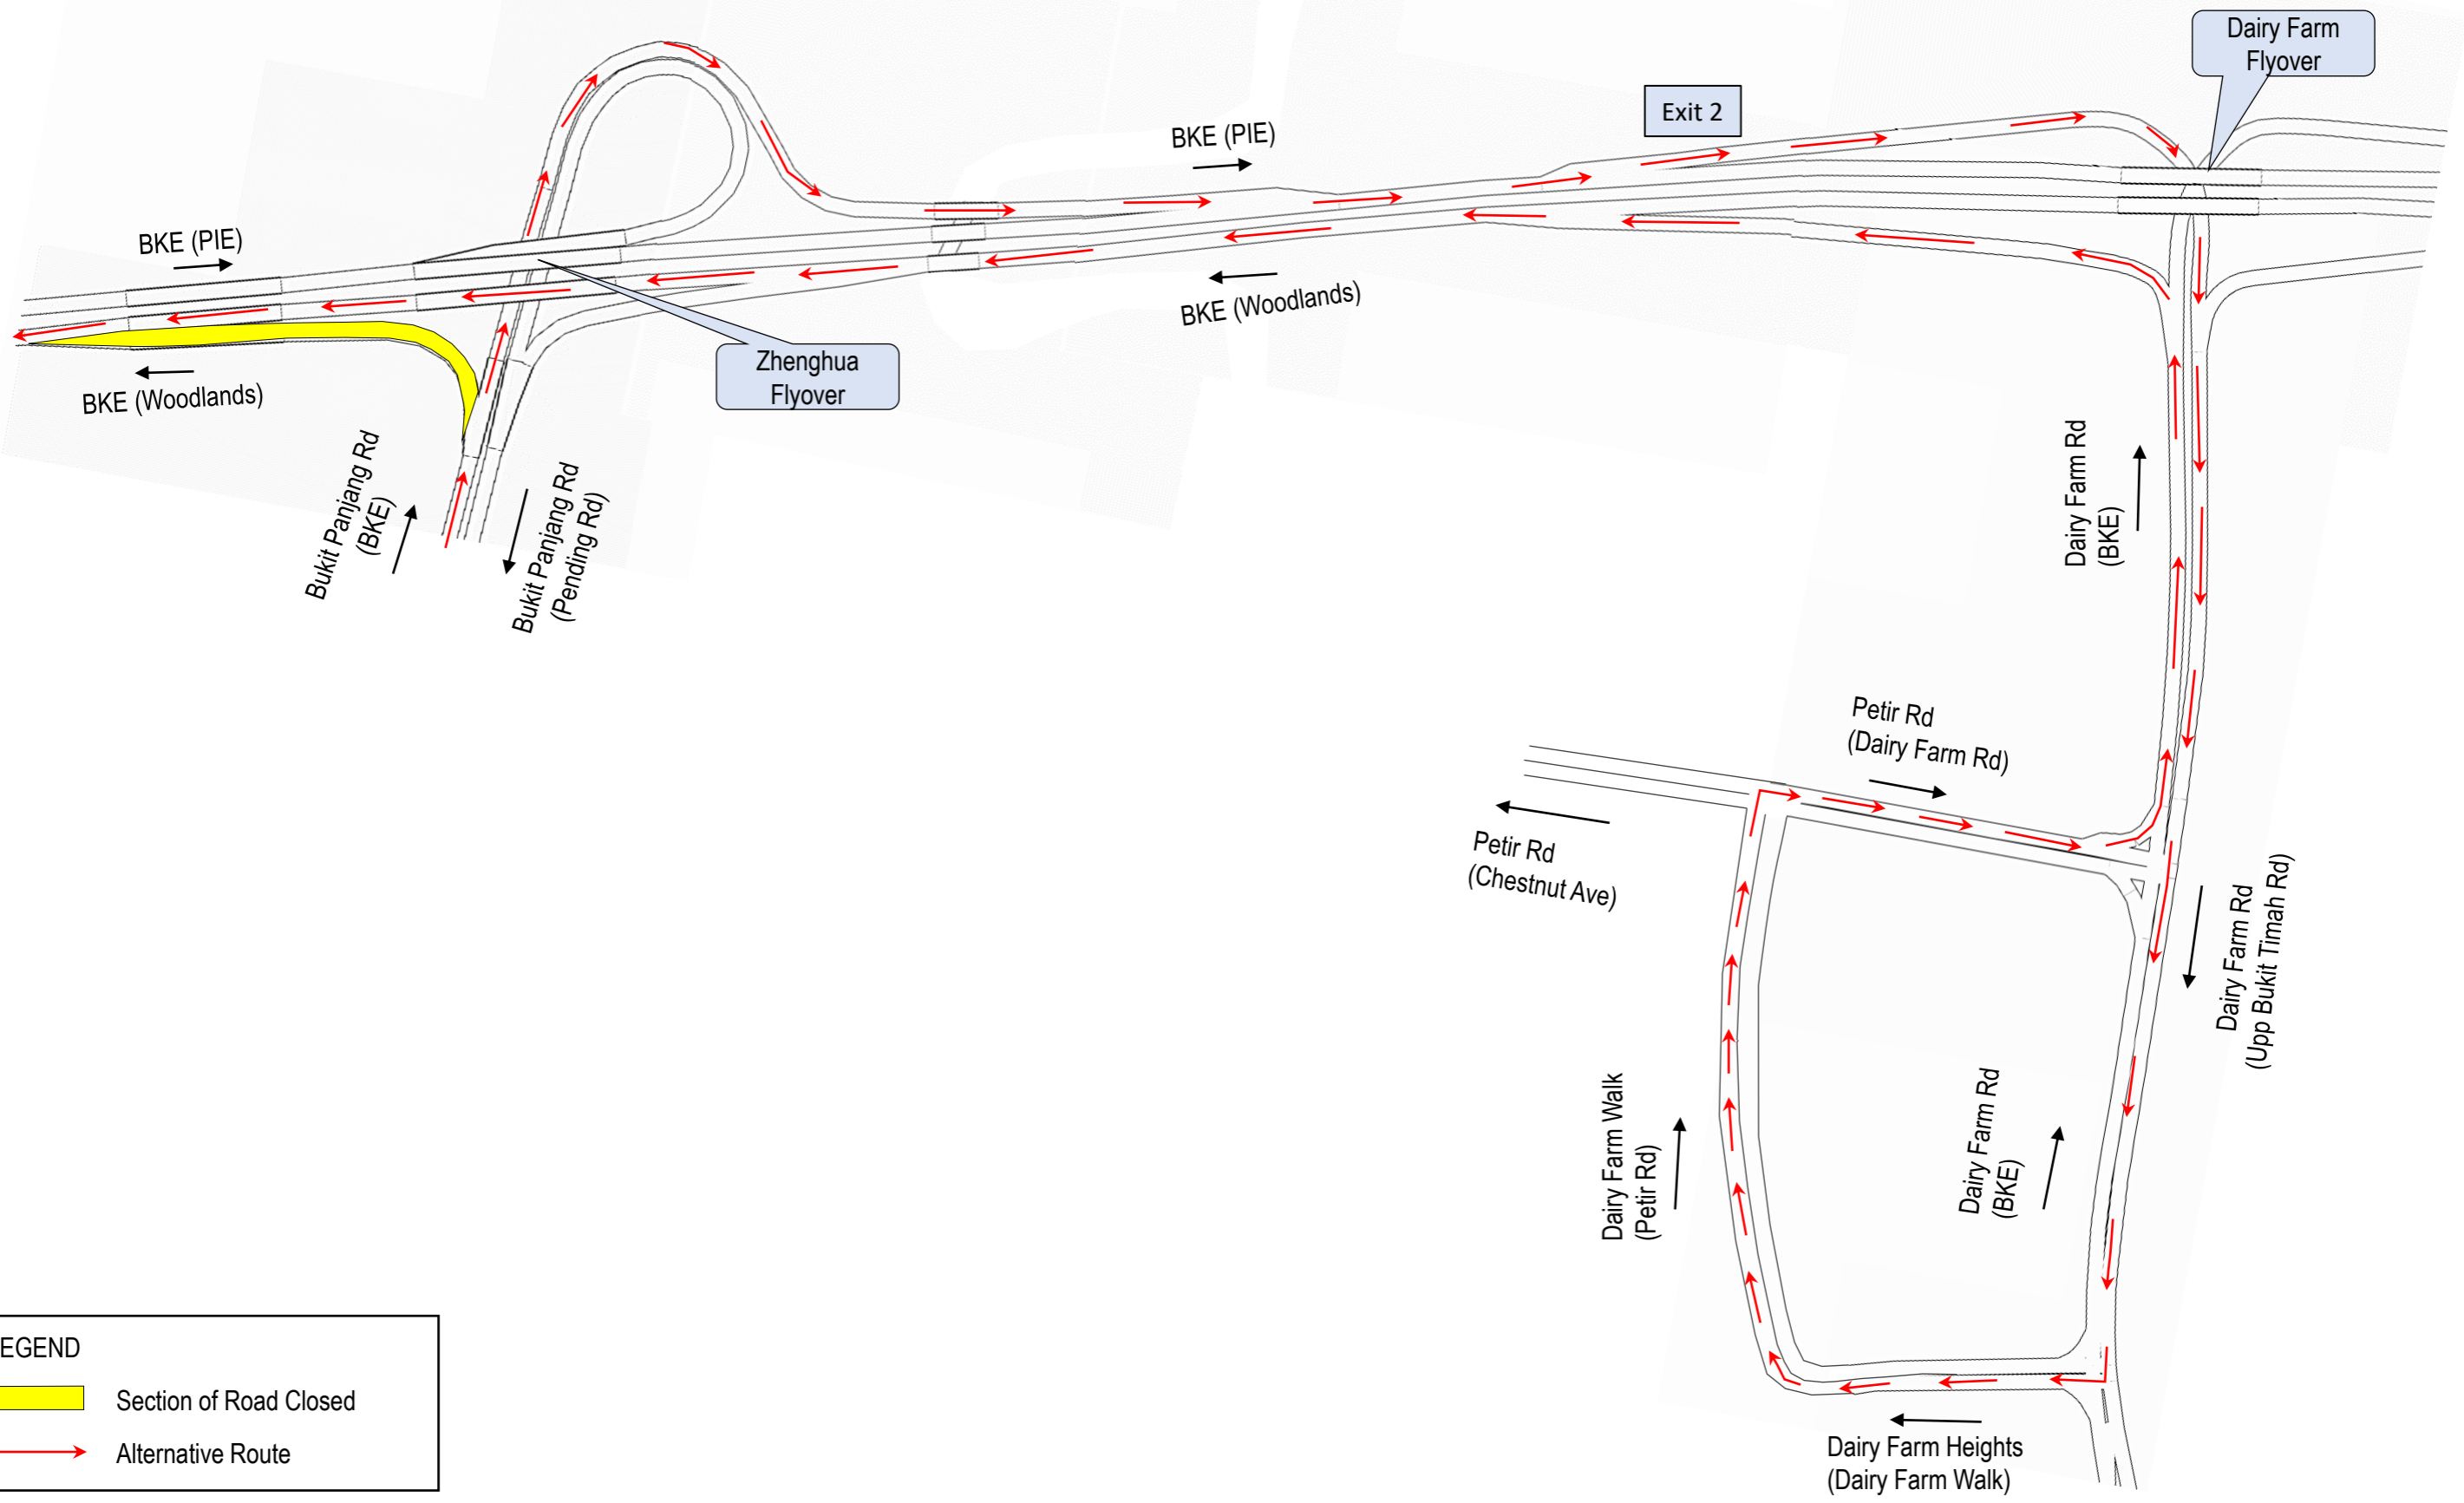 Dairy Farm
Flyover
Exit 2
BKE (PIE)
BKE (PIE)
BKE (Woodlands)
Zhenghua
Flyover
BKE (Woodlands)
Bukit Panjang Rd
(BKE)
Bukit Panjang Rd
(Pending Rd)
Dairy Farm Rd
(BKE)
Petir Rd
(Dairy Farm Rd)
Petir Rd
(Chestnut Ave)
Dairy Farm Rd
(Upp Bukit Timah Rd)
Dairy Farm Walk
(Petir Rd)
Dairy Farm Rd
(BKE)
Dairy Farm Heights
(Dairy Farm Walk)
EGEND
Section of Road Closed
Alternative Route